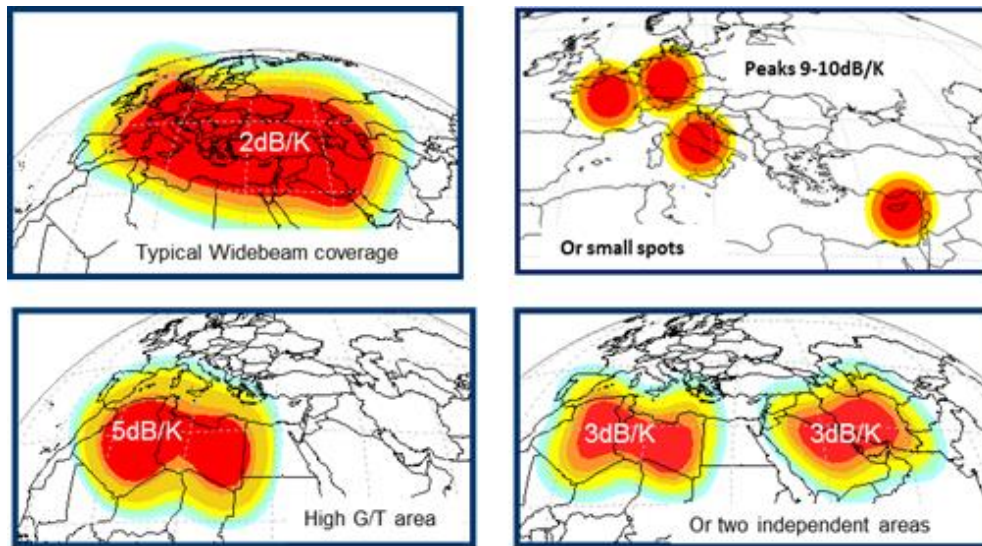 2dB/K
Typical Widebeam coverage
Peaks 9-10dB/K
Or small spots
5dB/K
High G/T area
3dB/K
3dB/K
Or two independent areas